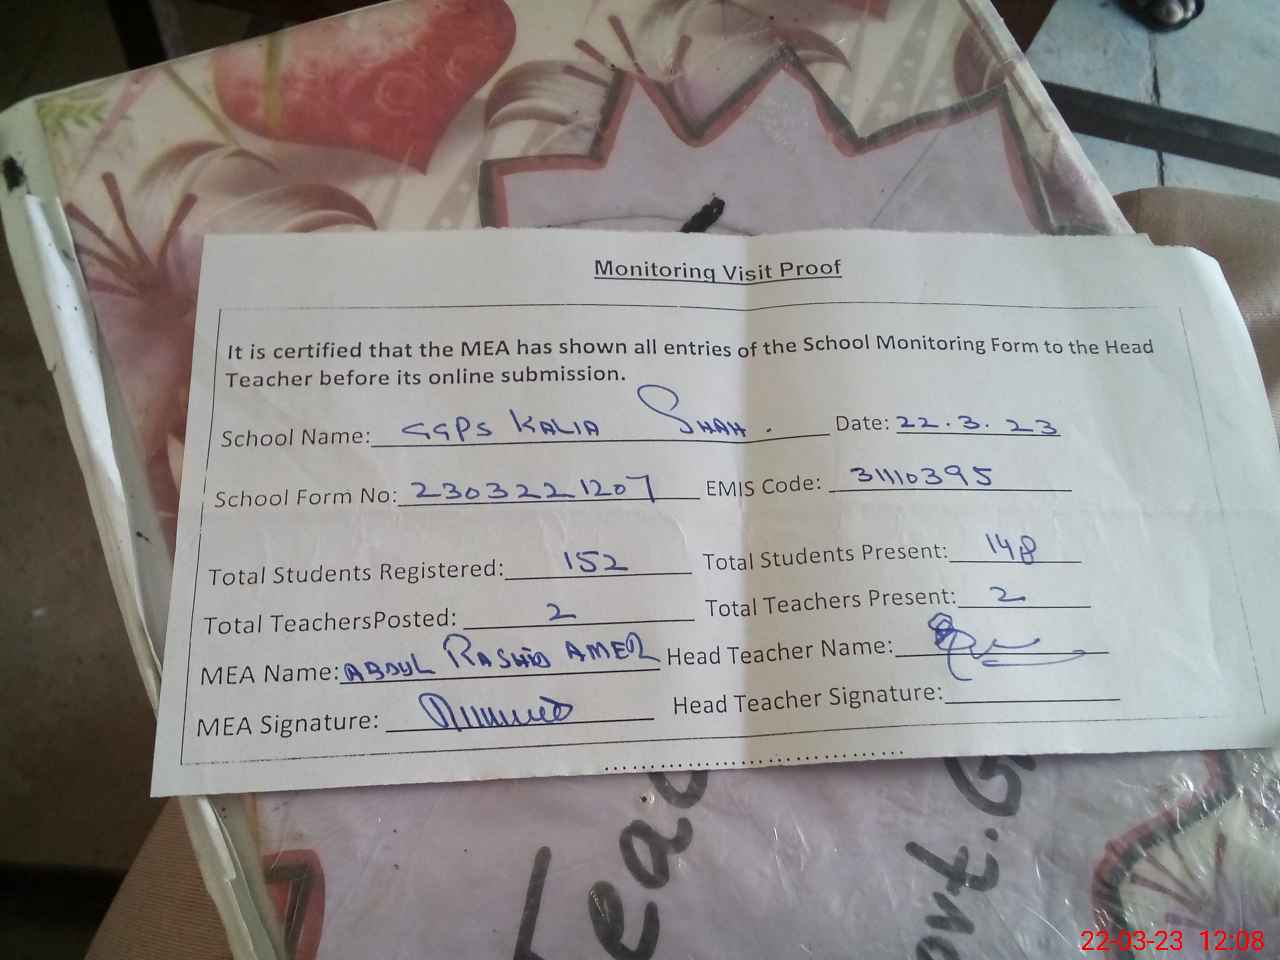 Monitoring Visit Proof
It is certified that the MEA has shown all entries of the School Monitoring Form to the Head
Teacher before its online submission.
School Name: GGPS KALIA SHAH. Date: 22.3.23
School Form No: 2303221207 EMIS Code: 31110395
Total Students Registered: 152 Total Students Present: 148
Total TeachersPosted: 2 Total Teachers Present: 2
MEA Name: ABDUL RASHID AMER Head Teacher Name:
MEA Signature: Head Teacher Signature:
22-03-23 12:08